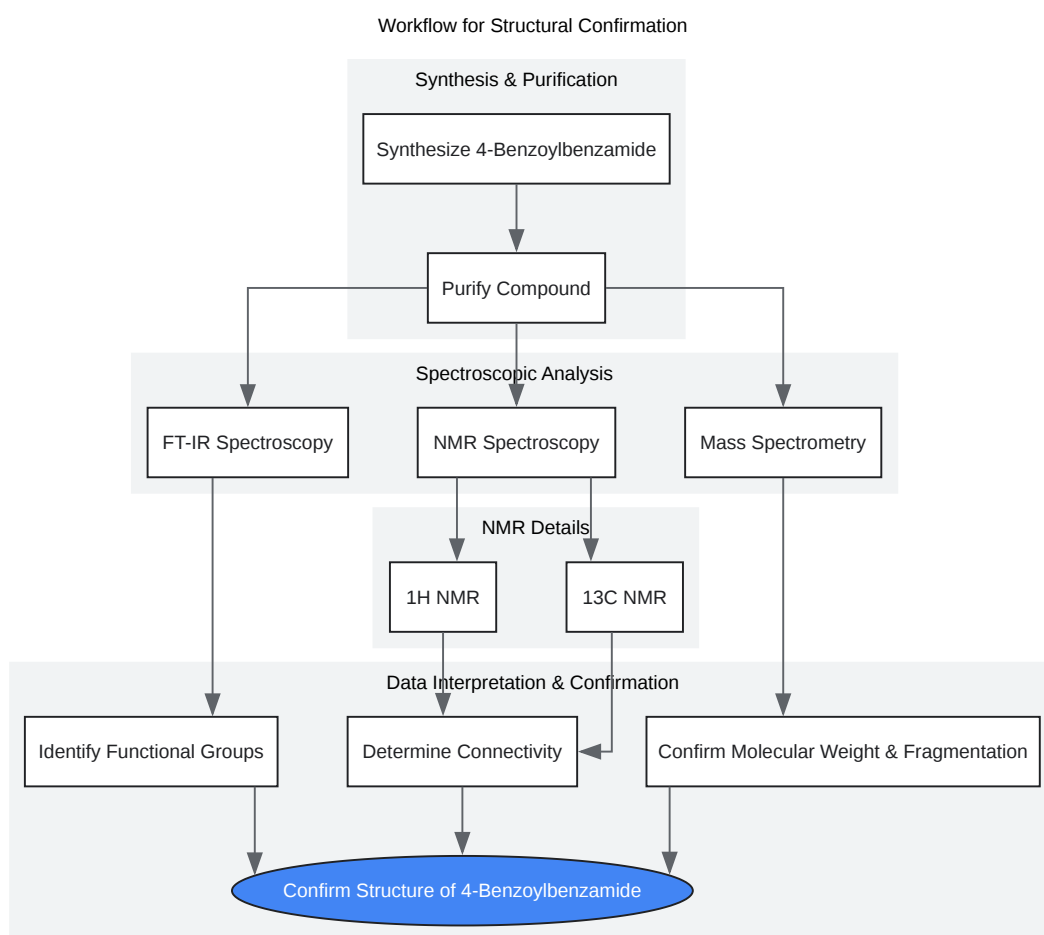 Workflow for Structural Confirmation
Synthesis & Purification
Synthesize 4-Benzoylbenzamide
Purify Compound
Spectroscopic Analysis
FT-IR Spectroscopy
NMR Spectroscopy
Mass Spectrometry
NMR Details
1H NMR
13C NMR
Data Interpretation & Confirmation
Identify Functional Groups
Determine Connectivity
Confirm Molecular Weight & Fragmentation
Confirm Structure of 4-Benzoylbenzamide